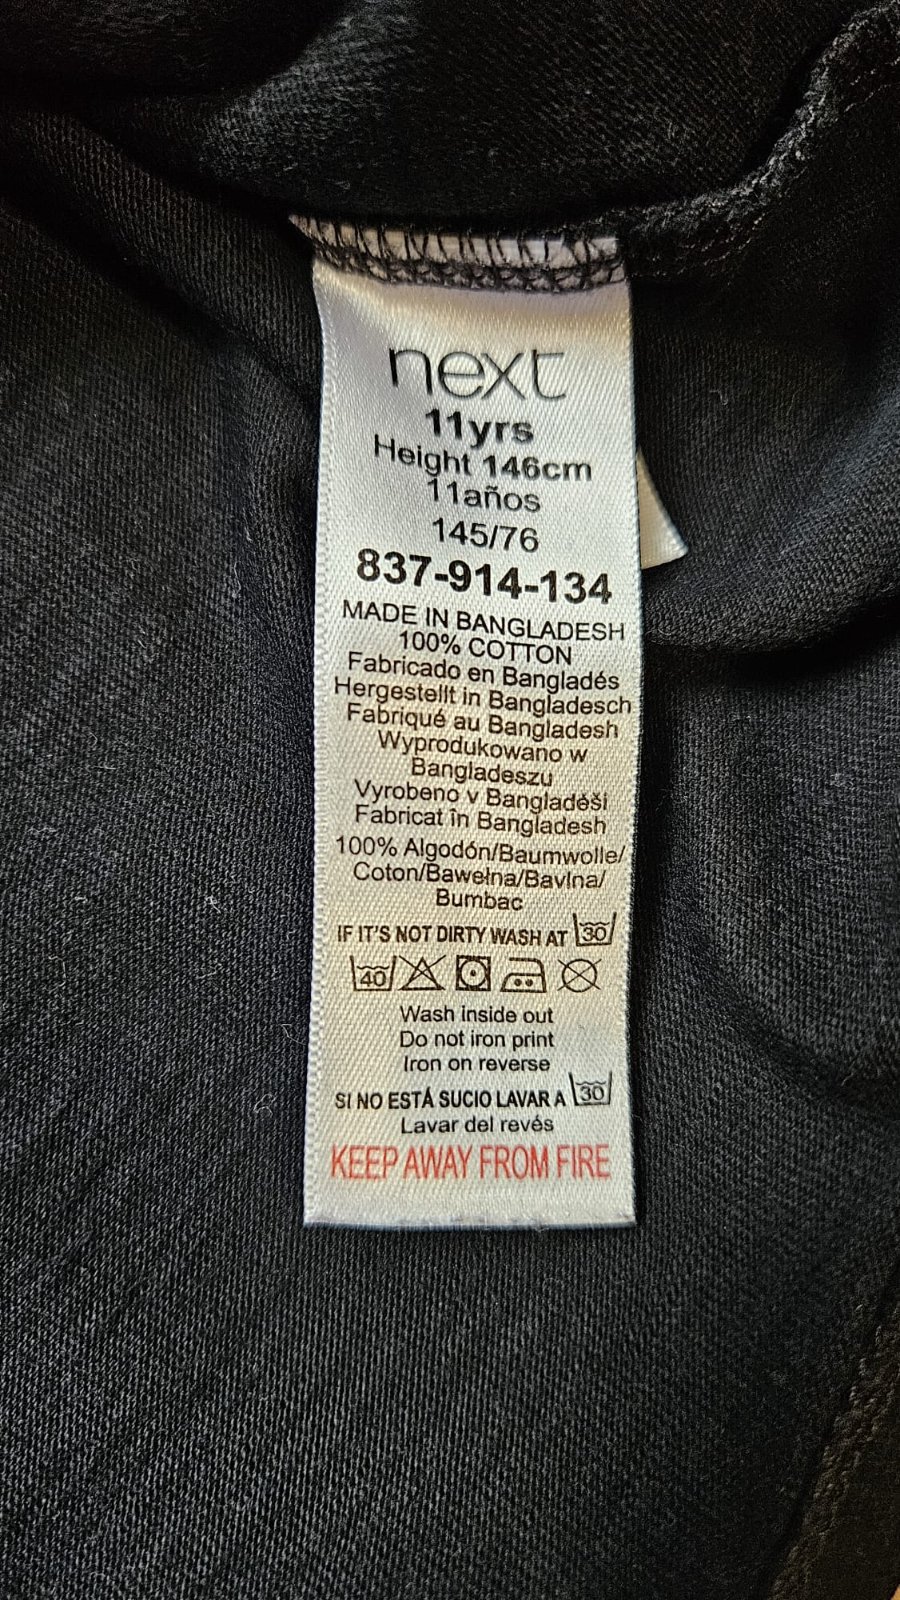 next
11yrs
Height 146cm
11años
145/76
837-914-134
MADE IN BANGLADESH
100% COTTON
Fabricado en Bangladés
Hergestellt in Bangladesch
Fabriqué au Bangladesh
Wyprodukowano w
Bangladeszu
Vyrobeno v Bangladéši
Fabricat în Bangladesh
100% Algodón/Baumwolle/
Coton/Bawełna/Bavlna/
Bumbac
IF IT'S NOT DIRTY WASH AT 30
40
Wash inside out
Do not iron print
Iron on reverse
SI NO ESTÁ SUCIO LAVAR A 30
Lavar del revés
KEEP AWAY FROM FIRE